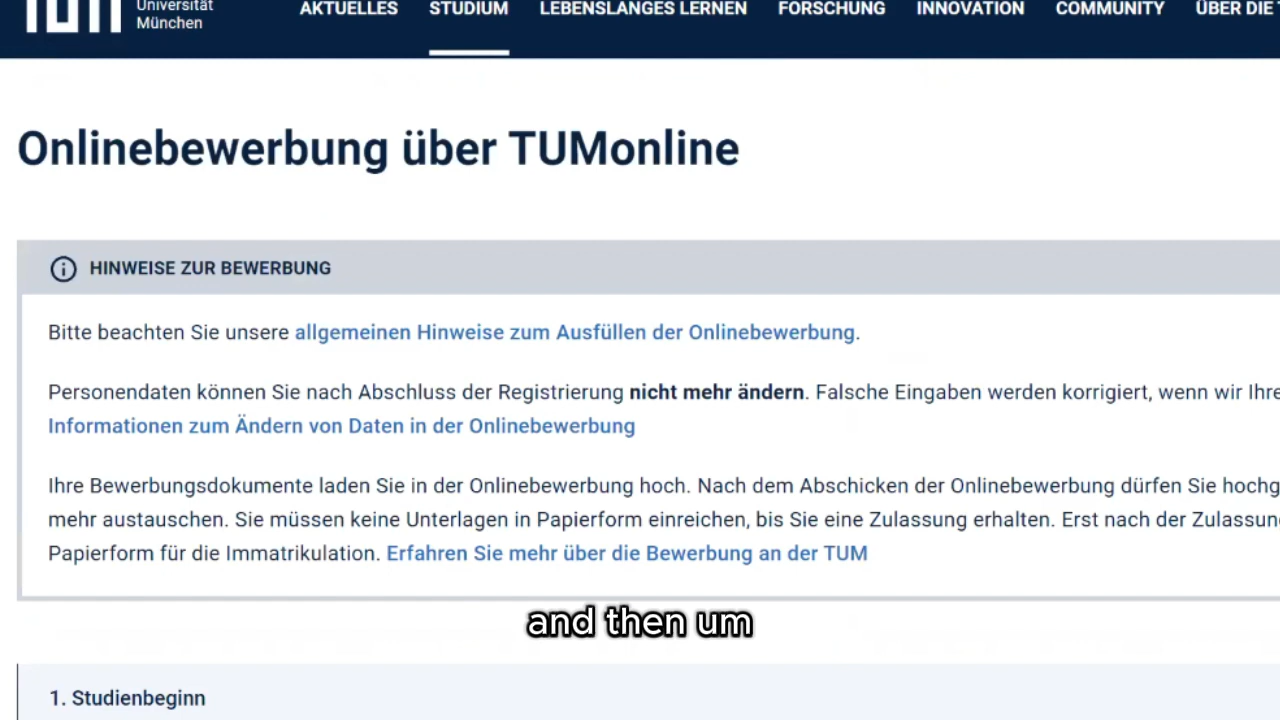 Universität
München
AKTUELLES STUDIUM LEBENSLANGES LERNEN FORSCHUNG INNOVATION COMMUNITY ÜBER DIE
Onlinebewerbung über TUMonline
HINWEISE ZUR BEWERBUNG
Bitte beachten Sie unsere allgemeinen Hinweise zum Ausfüllen der Onlinebewerbung.
Personendaten können Sie nach Abschluss der Registrierung nicht mehr ändern. Falsche Eingaben werden korrigiert, wenn wir Ihre
Informationen zum Ändern von Daten in der Onlinebewerbung
Ihre Bewerbungsdokumente laden Sie in der Onlinebewerbung hoch. Nach dem Abschicken der Onlinebewerbung dürfen Sie hochg
mehr austauschen. Sie müssen keine Unterlagen in Papierform einreichen, bis Sie eine Zulassung erhalten. Erst nach der Zulassun
Papierform für die Immatrikulation. Erfahren Sie mehr über die Bewerbung an der TUM
and then um
1. Studienbeginn